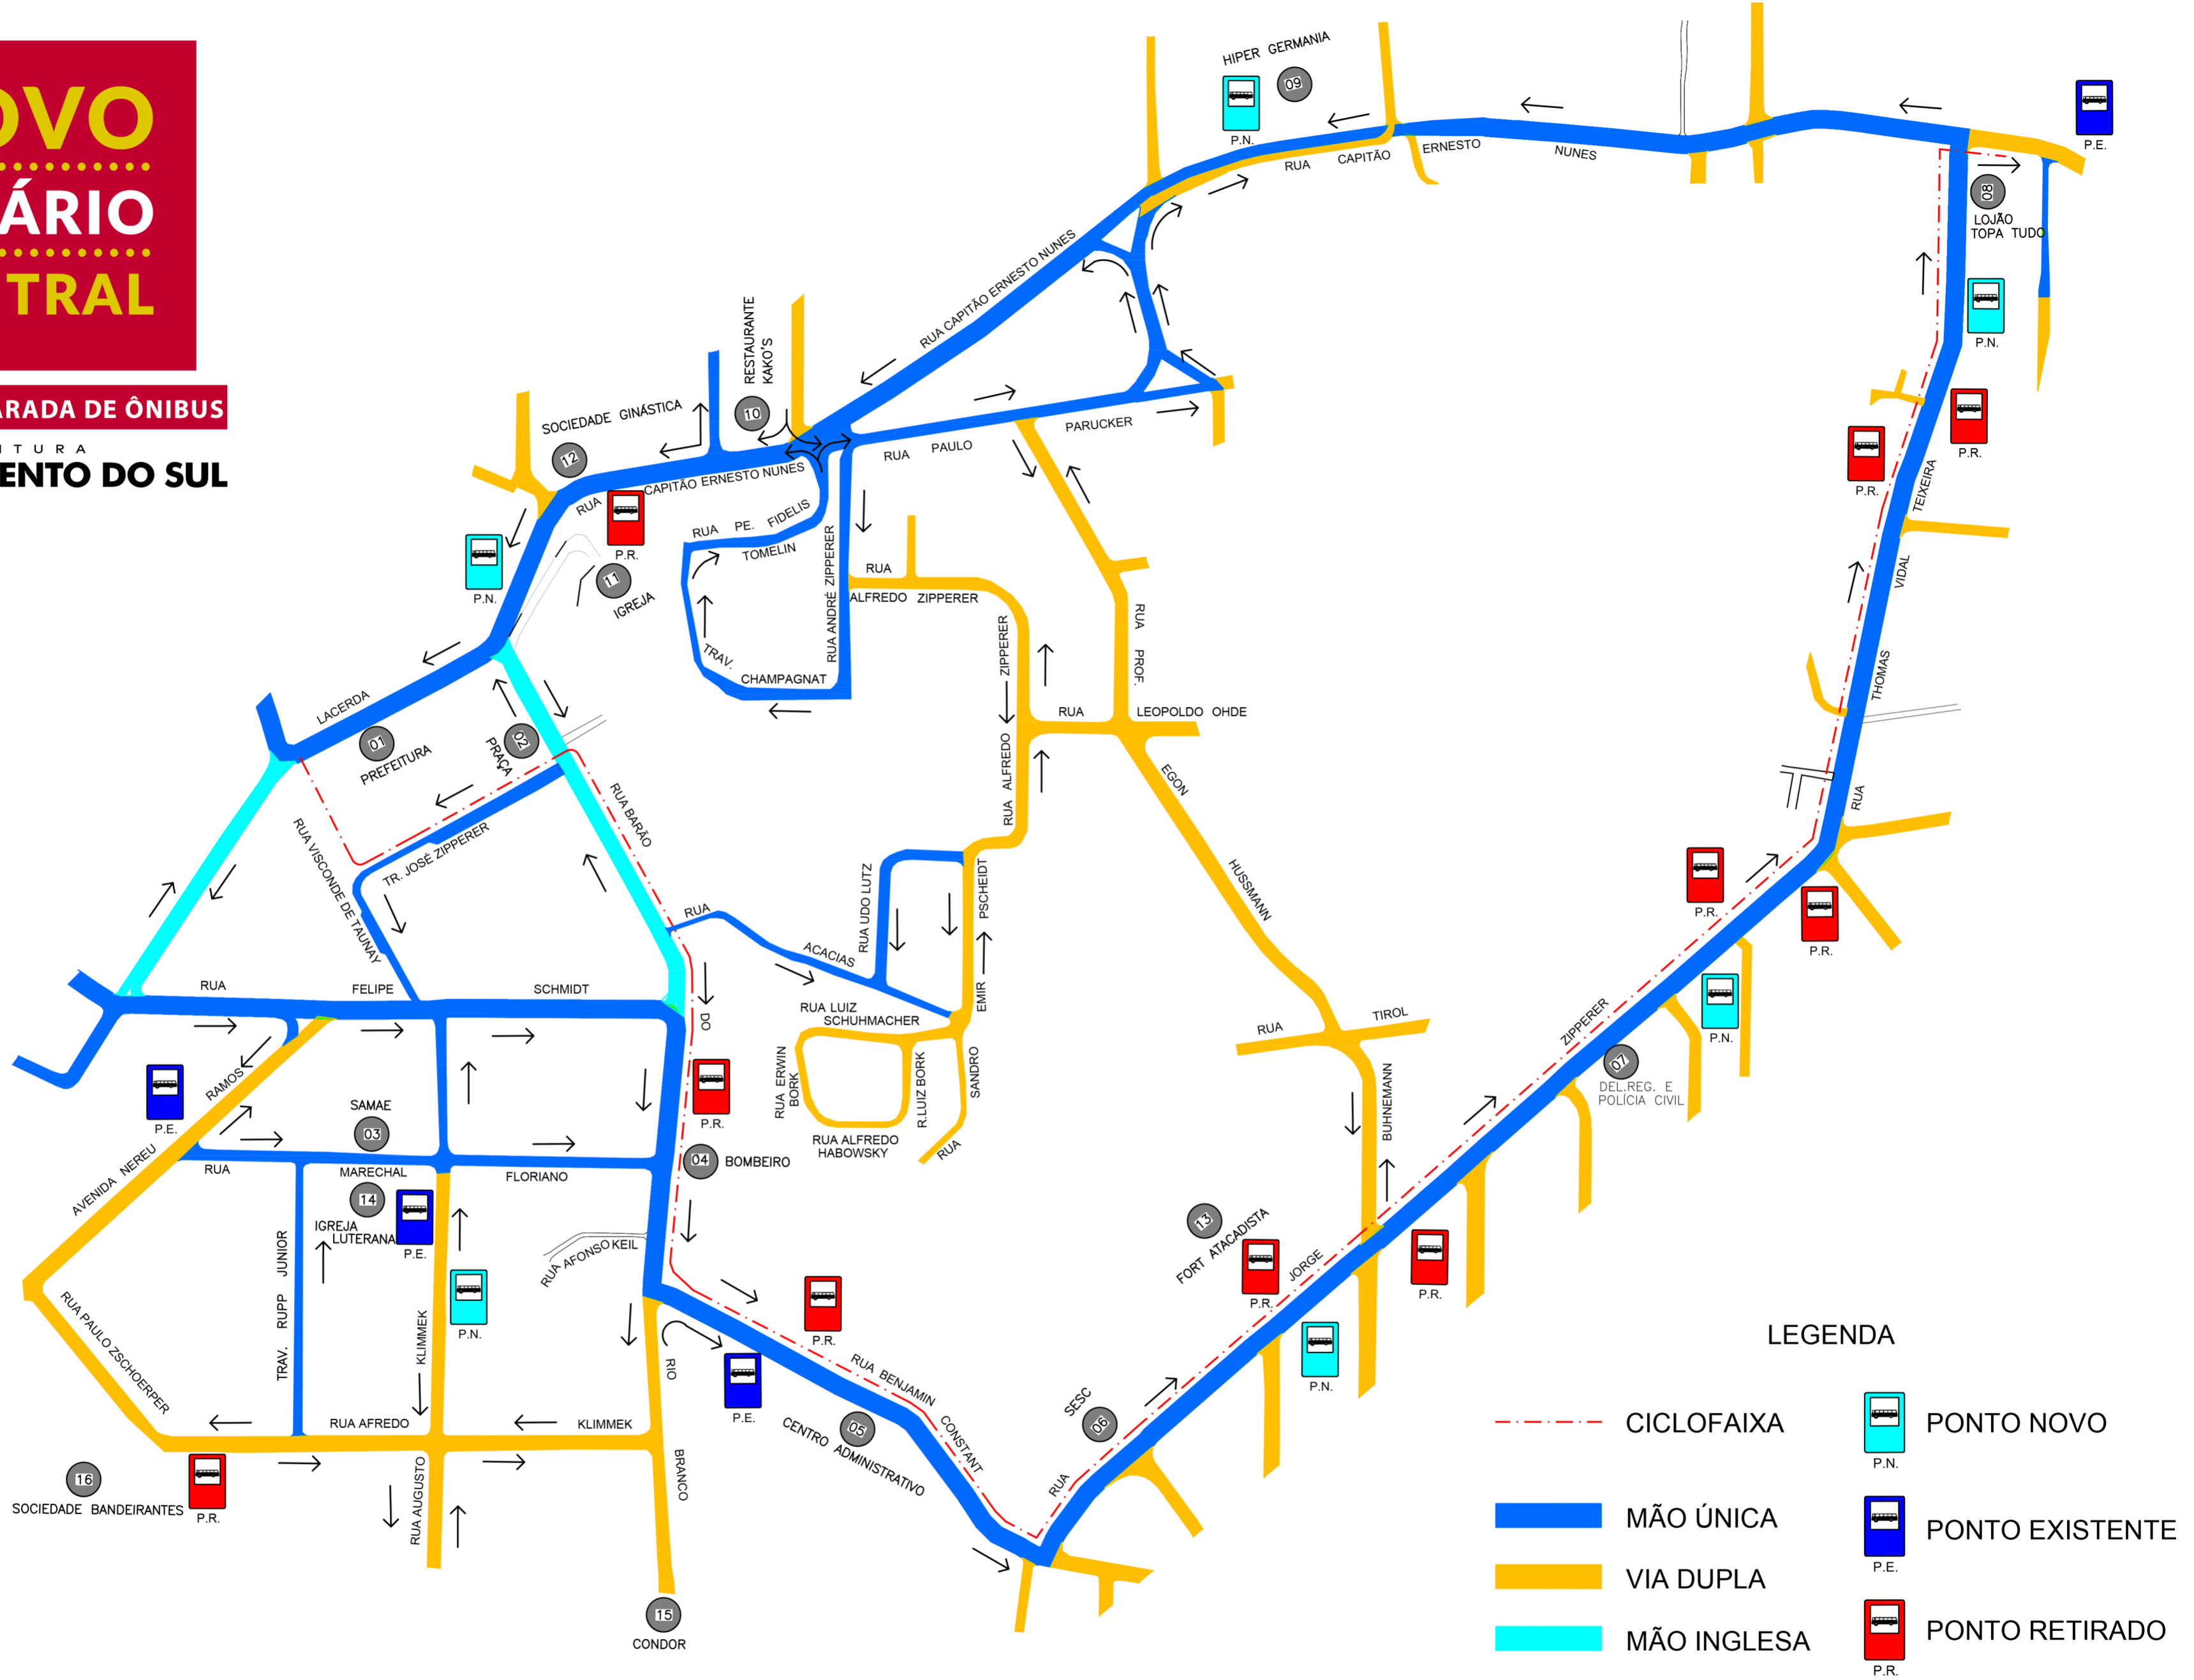 OVO
ÁRIO
TRAL
ARADA DE ÔNIBUS
ITURA
ENTO DO SUL
HIPER GERMANIA
09
P.N.
RUA CAPITÃO ERNESTO NUNES
P.E.
08
LOJÃO
TOPA TUDO
P.N.
RUA CAPITÃO ERNESTO NUNES
RESTAURANTE
KAKO'S
10
SOCIEDADE GINÁSTICA
12
RUA CAPITÃO ERNESTO NUNES
P.R.
P.N.
11
IGREJA
RUA PAULO PARUCKER
RUA PE. FIDELIS
TOMELIN
RUA ANDRÉ ZIPPERER
TRAV.
CHAMPAGNAT
RUA
ALFREDO ZIPPERER
RUA ALFREDO ZIPPERER
RUA PROF.
RUA LEOPOLDO OHDE
EGON
HUSSMANN
P.R.
P.R.
RUA THOMAS VIDAL TEIXEIRA
LACERDA
01
PREFEITURA
02
PRAÇA
RUA BARÃO
DO
RIO
BRANCO
TR. JOSÉ ZIPPERER
RUA VISCONDE DE TAUNAY
RUA ACACIAS
RUA UDO LUTZ
EMIR PSCHEIDT
SANDRO
RUA
RUA LUIZ
SCHUHMACHER
RUA ERWIN
BORK
R.LUIZ BORK
RUA ALFREDO
HABOWSKY
RUA TIROL
BUHNEMANN
RUA FELIPE SCHMIDT
P.E.
AVENIDA NEREU RAMOS
SAMAE
03
RUA MARECHAL FLORIANO
14
IGREJA
LUTERANA
P.E.
P.N.
P.R.
04
BOMBEIRO
RUA AFONSO KEIL
TRAV. RUPP JUNIOR
KLIMMEK
RUA AUGUSTO
RUA PAULO ZSCHOERPER
RUA AFREDO KLIMMEK
16
SOCIEDADE BANDEIRANTES
P.R.
15
CONDOR
P.R.
P.E.
RUA BENJAMIN CONSTANT
05
CENTRO ADMINISTRATIVO
SESC
06
RUA JORGE ZIPPERER
13
FORT ATACADISTA
P.R.
P.N.
P.R.
07
DEL.REG. E
POLÍCIA CIVIL
P.N.
P.R.
P.R.
LEGENDA
CICLOFAIXA
MÃO ÚNICA
VIA DUPLA
MÃO INGLESA
PONTO NOVO
P.N.
PONTO EXISTENTE
P.E.
PONTO RETIRADO
P.R.